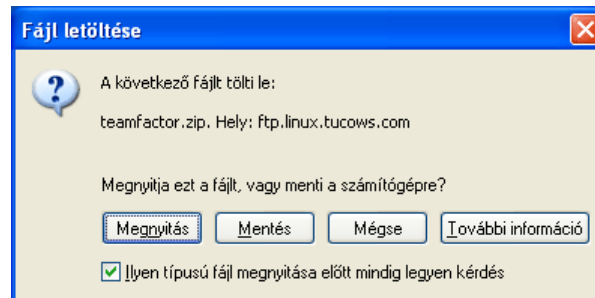 Fájl letöltése
A következő fájlt tölti le:
teamfactor.zip. Hely: ftp.linux.tucows.com
Megnyitja ezt a fájlt, vagy menti a számítógépre?
Megnyitás Mentés Mégse További információ
Ilyen típusú fájl megnyitása előtt mindig legyen kérdés